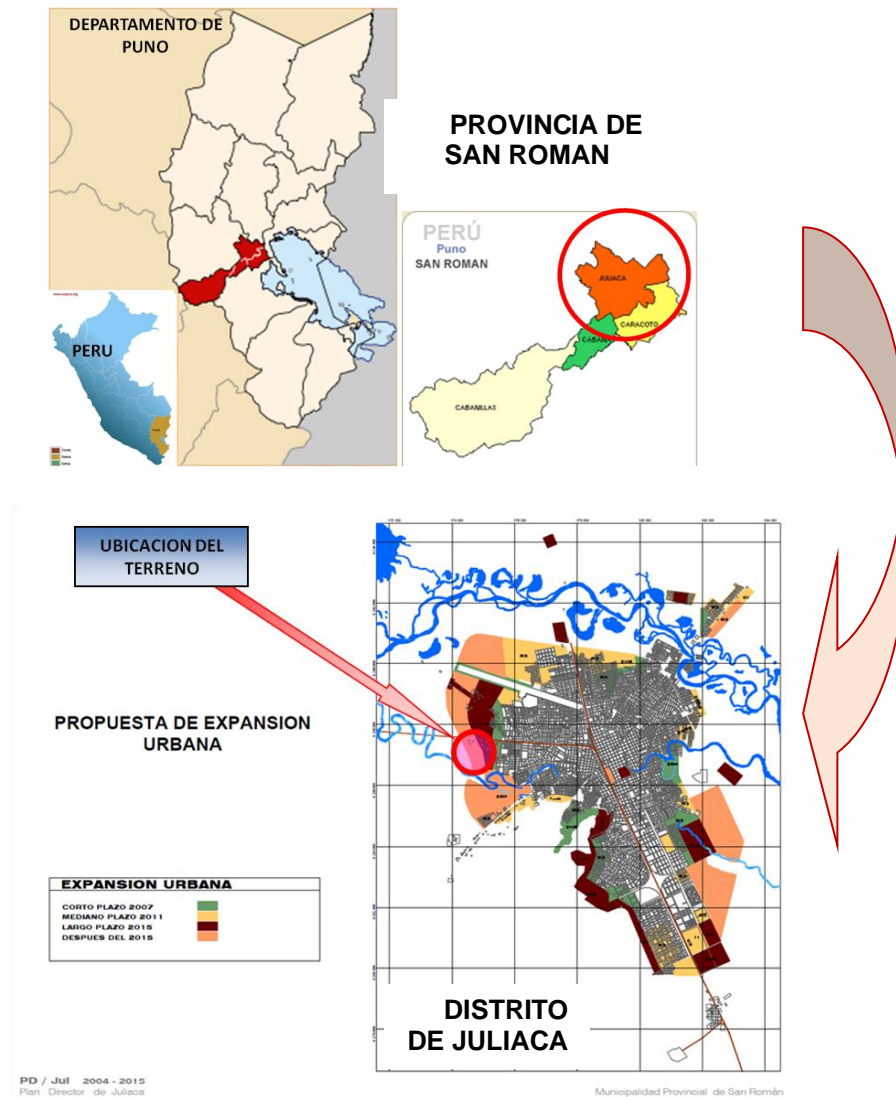 DEPARTAMENTO DE
PUNO
PROVINCIA DE
SAN ROMAN
PERÚ
Puno
SAN ROMAN
JULIACA
CARACOTO
CABANILLAS
PERU
UBICACION DEL
TERRENO
PROPUESTA DE EXPANSION
URBANA
EXPANSION URBANA
CORTO PLAZO 2007
MEDIANO PLAZO 2011
LARGO PLAZO 2015
DESPUES DEL 2015
DISTRITO
DE JULIACA
PD / Jul 2004 - 2015
Plan Director de Juliaca
Municipalidad Provincial de San Román